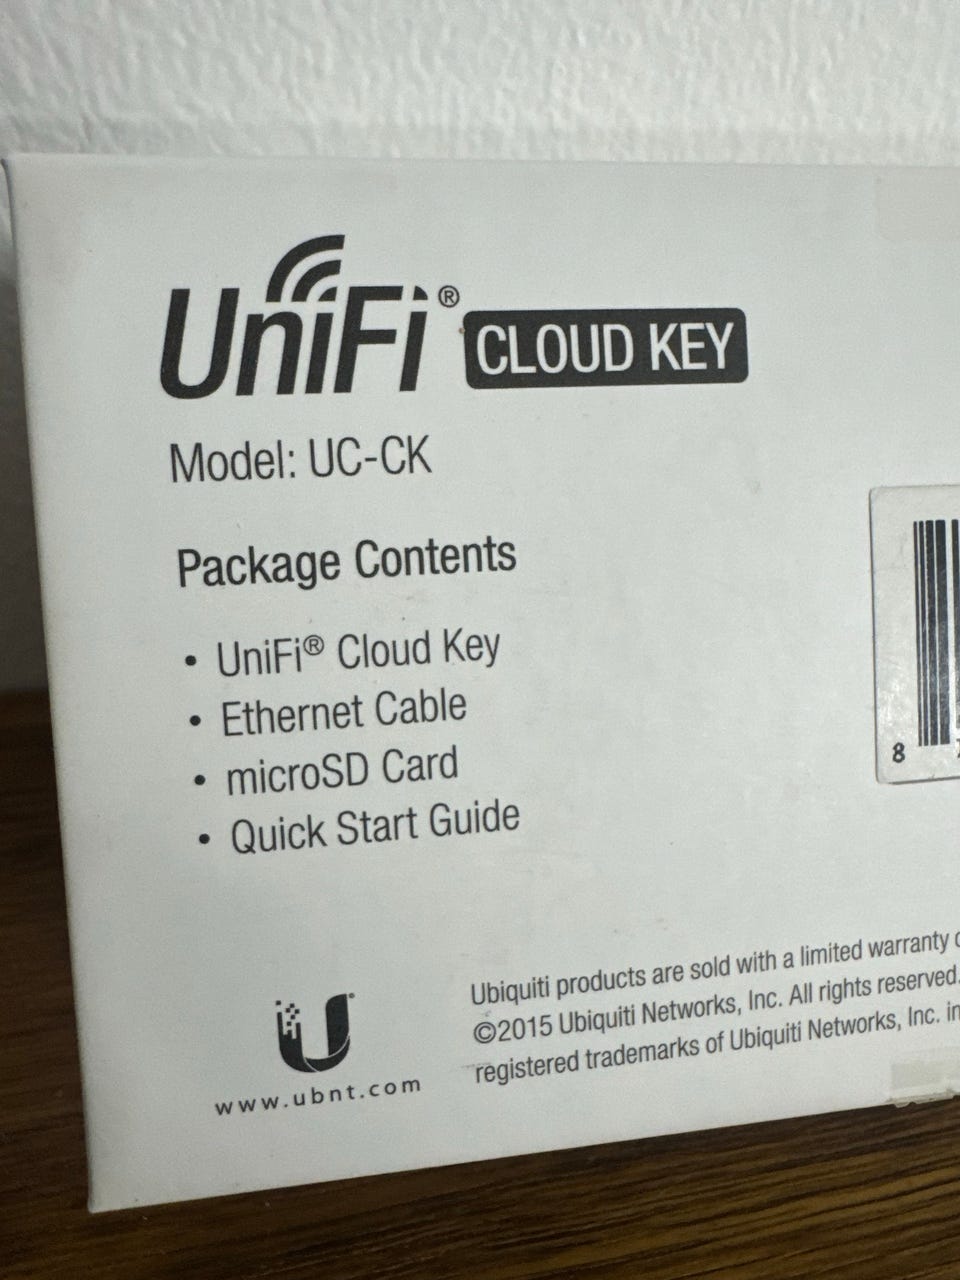 UniFi® CLOUD KEY
Model: UC-CK
Package Contents
• UniFi® Cloud Key
• Ethernet Cable
• microSD Card
• Quick Start Guide
8
Ubiquiti products are sold with a limited warranty
©2015 Ubiquiti Networks, Inc. All rights reserved.
registered trademarks of Ubiquiti Networks, Inc.
www.ubnt.com